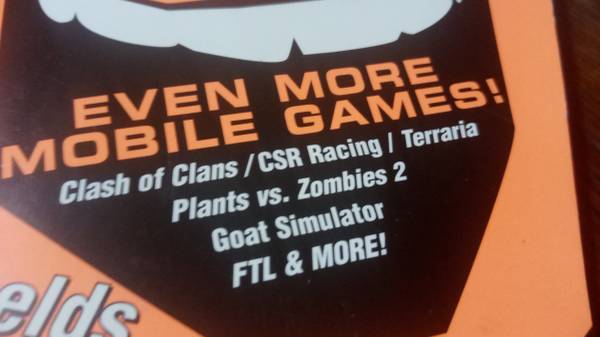 EVEN MORE
MOBILE GAMES!
Clash of Clans / CSR Racing / Terraria
Plants vs. Zombies 2
Goat Simulator
FTL & MORE!
elds